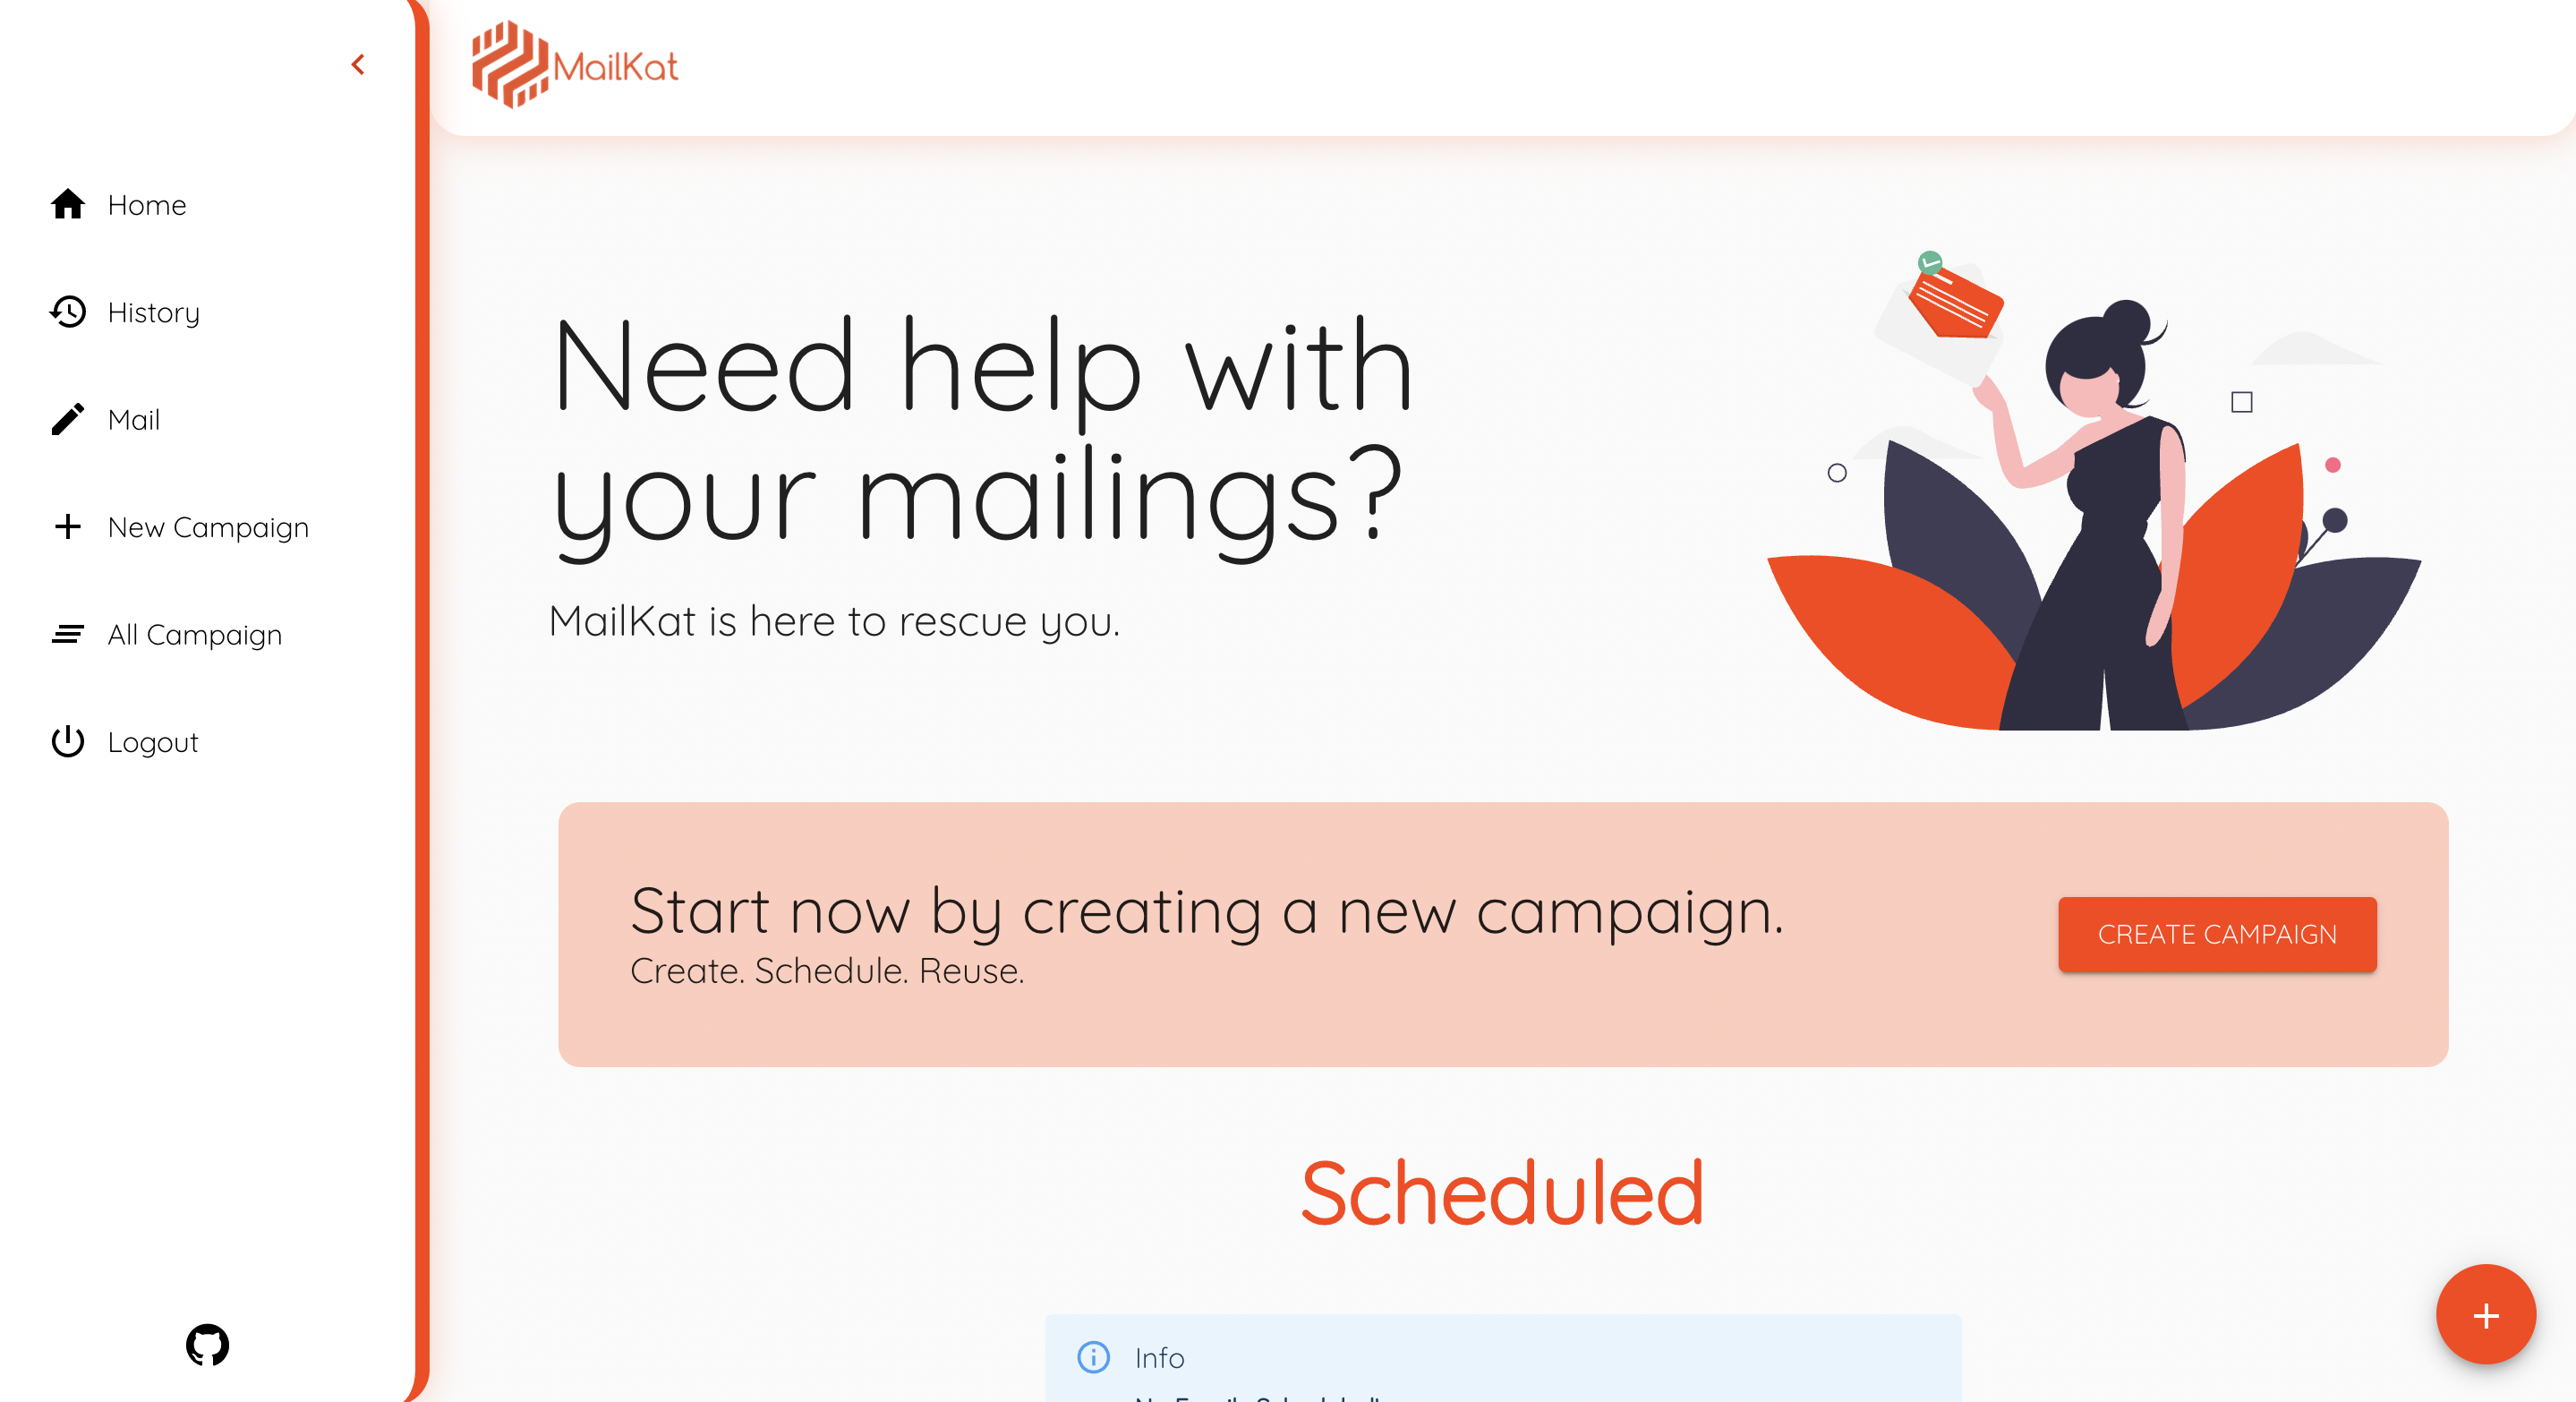 MailKat
Home
History
Mail
New Campaign
All Campaign
Logout
Need help with
your mailings?
MailKat is here to rescue you.
Start now by creating a new campaign.
Create. Schedule. Reuse.
CREATE CAMPAIGN
Scheduled
Info